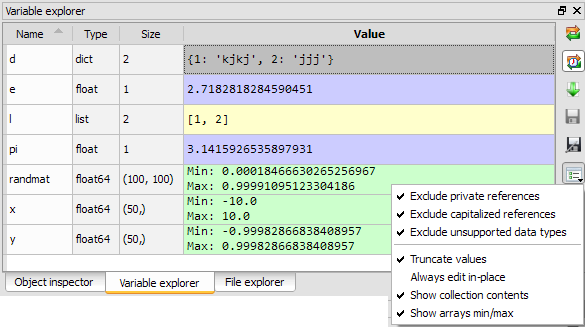 Variable explorer
Name Type Size Value
d dict 2 {1: 'kjkj', 2: 'jjj'}
e float 1 2.7182818284590451
l list 2 [1, 2]
pi float 1 3.1415926535897931
randmat float64 (100, 100) Min: 0.00018466630265256967
Max: 0.99991095123304186
x float64 (50,) Min: -10.0
Max: 10.0
y float64 (50,) Min: -0.99982866838408957
Max: 0.99982866838408957
Exclude private references
Exclude capitalized references
Exclude unsupported data types
Truncate values
Always edit in-place
Show collection contents
Show arrays min/max
Object inspector Variable explorer File explorer